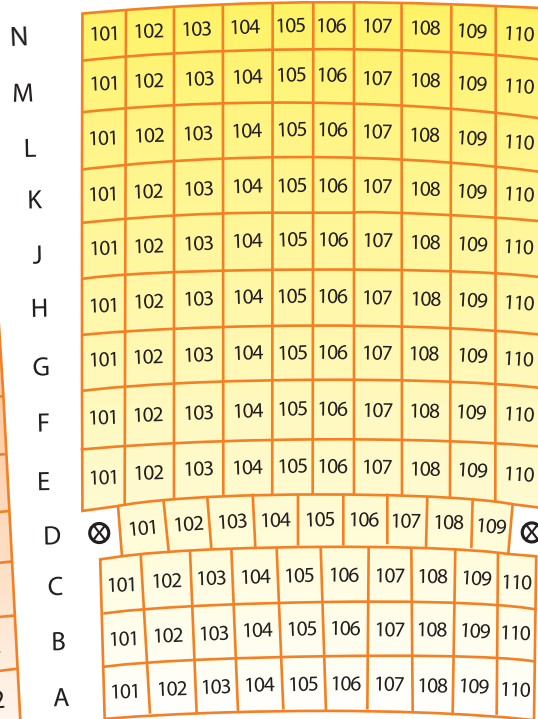 N 101 102 103 104 105 106 107 108 109 110
M 101 102 103 104 105 106 107 108 109 110
L 101 102 103 104 105 106 107 108 109 110
K 101 102 103 104 105 106 107 108 109 110
J 101 102 103 104 105 106 107 108 109 110
H 101 102 103 104 105 106 107 108 109 110
G 101 102 103 104 105 106 107 108 109 110
F 101 102 103 104 105 106 107 108 109 110
E 101 102 103 104 105 106 107 108 109 110
D 101 102 103 104 105 106 107 108 109
C 101 102 103 104 105 106 107 108 109 110
B 101 102 103 104 105 106 107 108 109 110
2 A 101 102 103 104 105 106 107 108 109 110